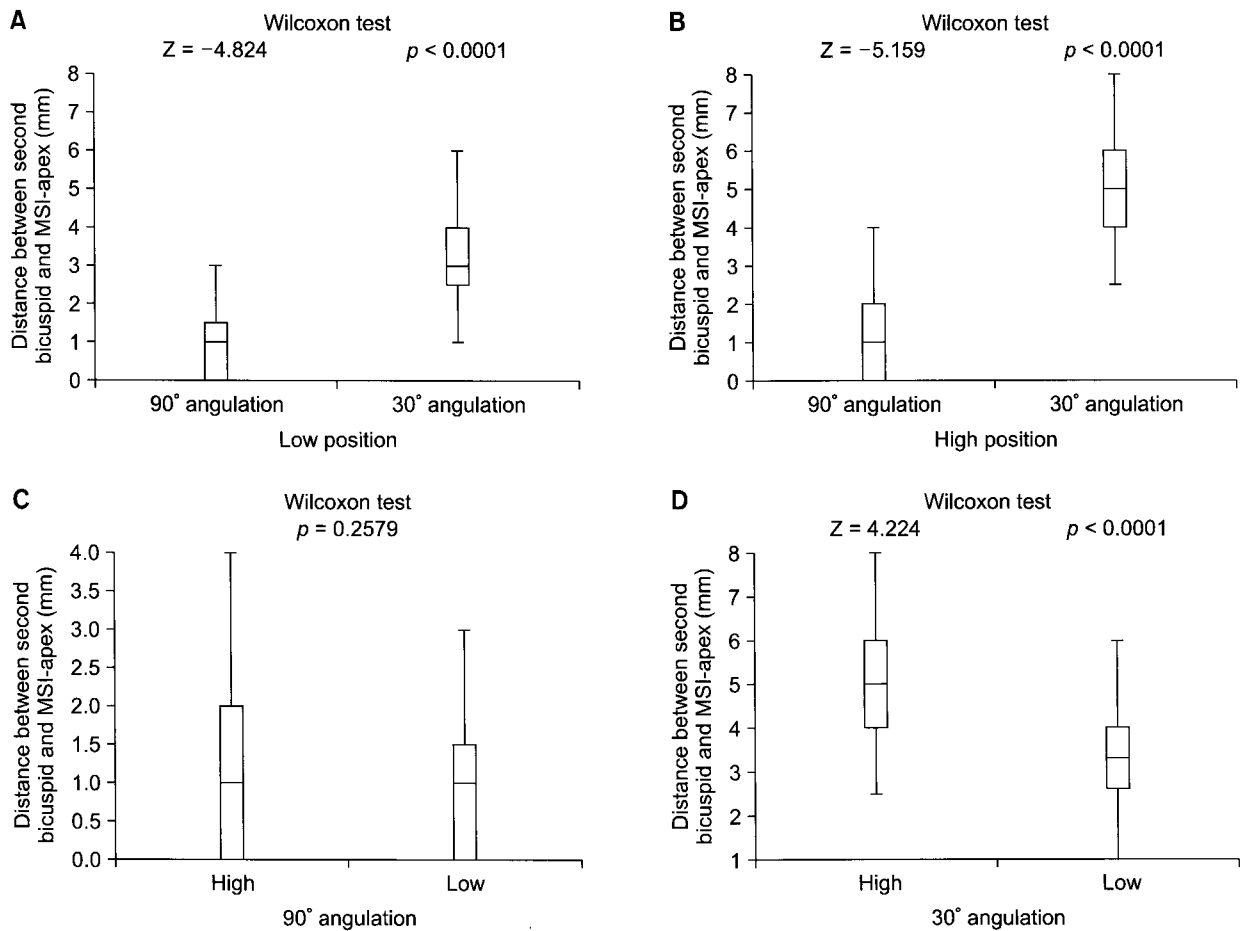 A
Wilcoxon test
Z = −4.824 p < 0.0001
Distance between second
bicuspid and MSI-apex (mm)
8
7
6
5
4
3
2
1
0
90° angulation 30° angulation
Low position
B
Wilcoxon test
Z = −5.159 p < 0.0001
Distance between second
bicuspid and MSI-apex (mm)
8
7
6
5
4
3
2
1
0
90° angulation 30° angulation
High position
C
Wilcoxon test
p = 0.2579
Distance between second
bicuspid and MSI-apex (mm)
4.0
3.5
3.0
2.5
2.0
1.5
1.0
0.5
0.0
High Low
90° angulation
D
Wilcoxon test
Z = 4.224 p < 0.0001
Distance between second
bicuspid and MSI-apex (mm)
8
7
6
5
4
3
2
1
High Low
30° angulation